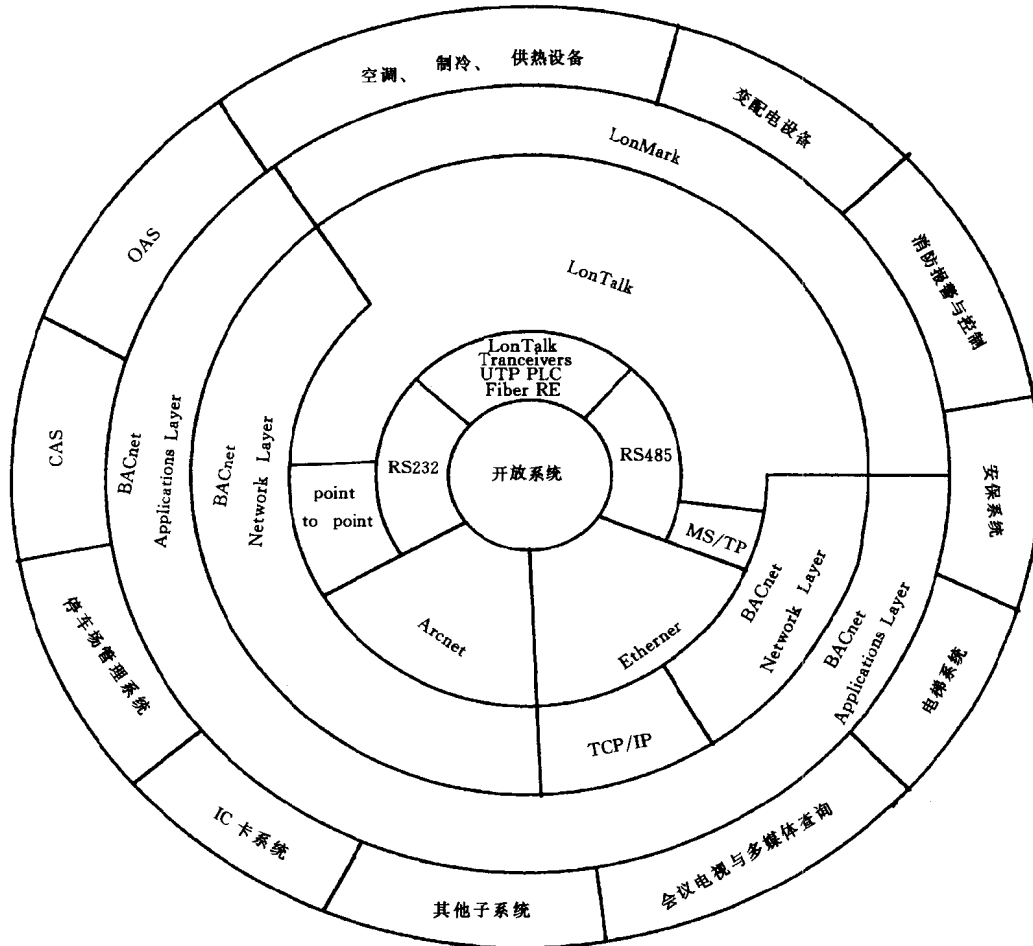 空调、 制冷、 供热设备
变配电设备
消防报警与控制
安保系统
电梯系统
会议电视与多媒体查询
其他子系统
IC 卡系统
停车场管理系统
CAS
OAS
LonMark
LonTalk
BACnet
Applications Layer
BACnet
Network Layer
LonTalk
Tranceivers
UTP PLC
Fiber RE
RS232
开放系统
RS485
point
to point
MS/TP
Arcnet
Etherner
BACnet
Network Layer
BACnet
Applications Layer
TCP/IP